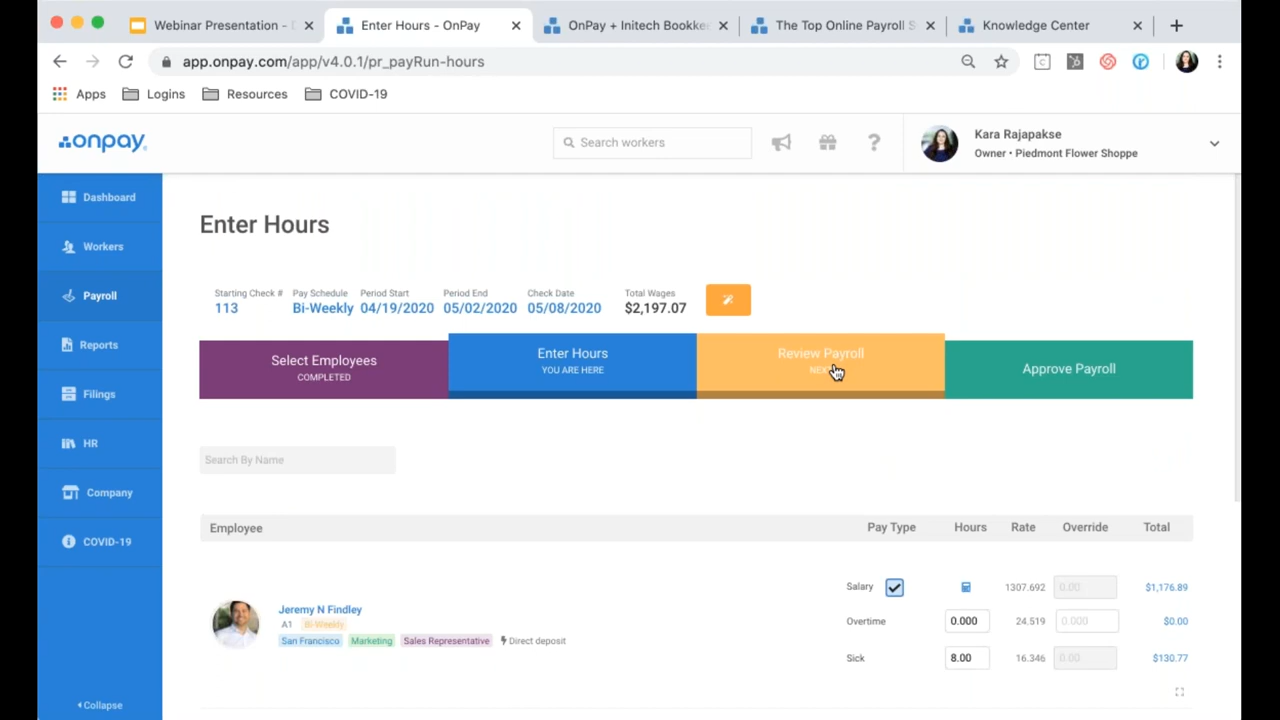 Webinar Presentation -
Enter Hours - OnPay
OnPay + Initech Bookke
The Top Online Payroll S
Knowledge Center
app.onpay.com/app/v4.0.1/pr_payRun-hours
Apps
Logins
Resources
COVID-19
onpay
Search workers
?
Kara Rajapakse
Owner • Piedmont Flower Shoppe
Dashboard
Workers
Payroll
Reports
Filings
HR
Company
COVID-19
Collapse
Enter Hours
Starting Check # Pay Schedule Period Start Period End Check Date Total Wages
113 Bi-Weekly 04/19/2020 05/02/2020 05/08/2020 $2,197.07
Select Employees
COMPLETED
Enter Hours
YOU ARE HERE
Review Payroll
Approve Payroll
Search By Name
Employee Pay Type Hours Rate Override Total
Jeremy N Findley
A1 Bi-Weekly
San Francisco Marketing Sales Representative Direct deposit
Salary 1307.692 0.00 $1,176.89
Overtime 0.000 24.519 0.000 $0.00
Sick 8.00 16.346 0.00 $130.77